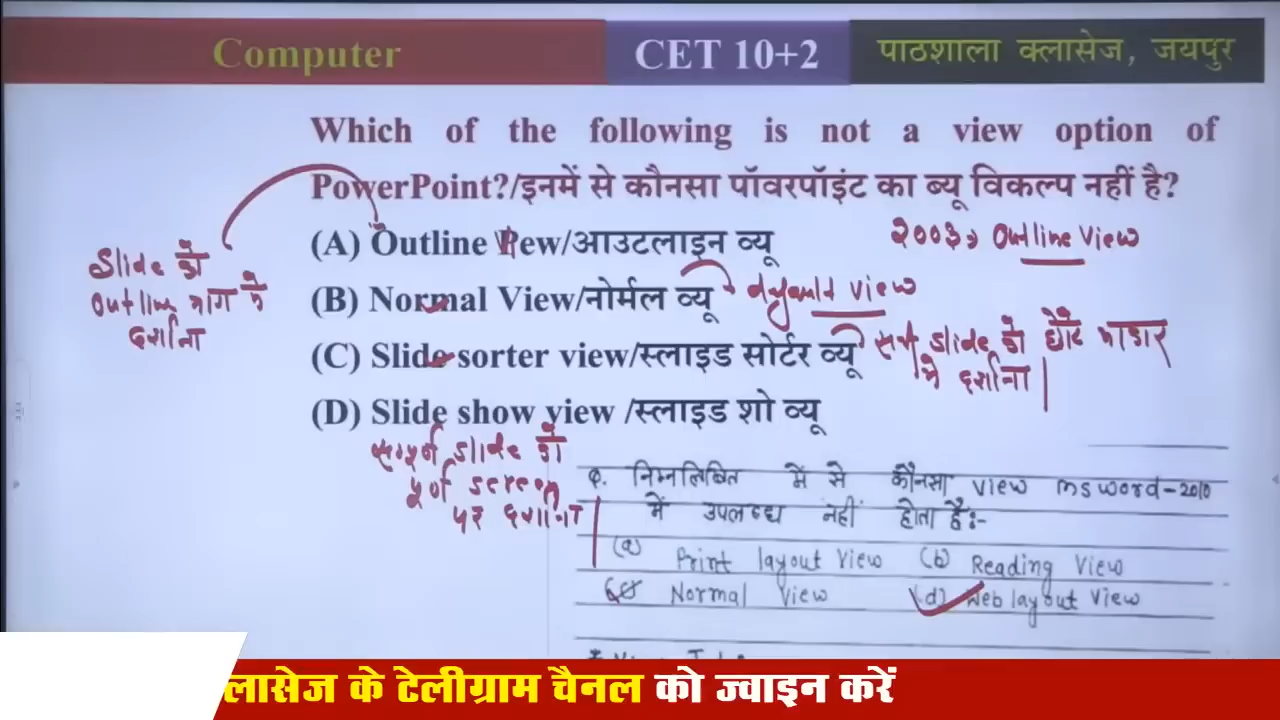 Computer CET 10+2 पाठशाला क्लासेज, जयपुर
Which of the following is not a view option of
PowerPoint?/इनमें से कौनसा पॉवरपॉइंट का ब्यू विकल्प नहीं है?
(A) Outline /आउटलाइन व्यू
2003 → Outline View
Slide को
Outline भाग में
दर्शाना
(B) Normal View/नोर्मल व्यू → default view
(C) Slide sorter view/स्लाइड सोर्टर व्यू
slide को छोटे आकार
में दर्शाना
(D) Slide show view /स्लाइड शो व्यू
सम्पूर्ण slide को
screen
पर दर्शाना
Q. निम्नलिखित में से कौनसा view ms word-2010
में उपलब्ध नहीं होता है:-
(a) Print layout view (b) Reading View
Normal View (d) Web layout View
लासेज के टेलीग्राम चैनल को ज्वाइन करें